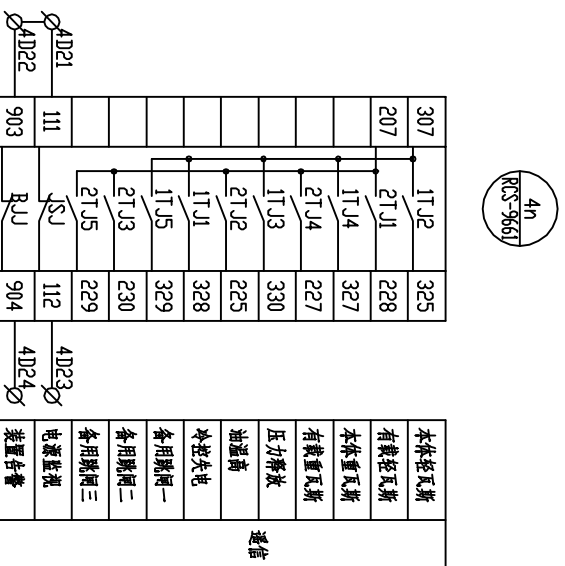 4n
RCS-9661
307 1TJ2 325 本体轻瓦斯
207 2TJ1 228 有载轻瓦斯
1TJ4 327 本体重瓦斯
2TJ4 227 有载重瓦斯
1TJ3 330 压力释放
遥信
2TJ2 225 油温高
1TJ1 328 冷控失电
1TJ5 329 备用跳闸一
2TJ3 230 备用跳闸二
2TJ5 229 备用跳闸三
4D21 111 JSJ 112 4D23 电源监视
4D22 903 BJJ 904 4D24 装置告警